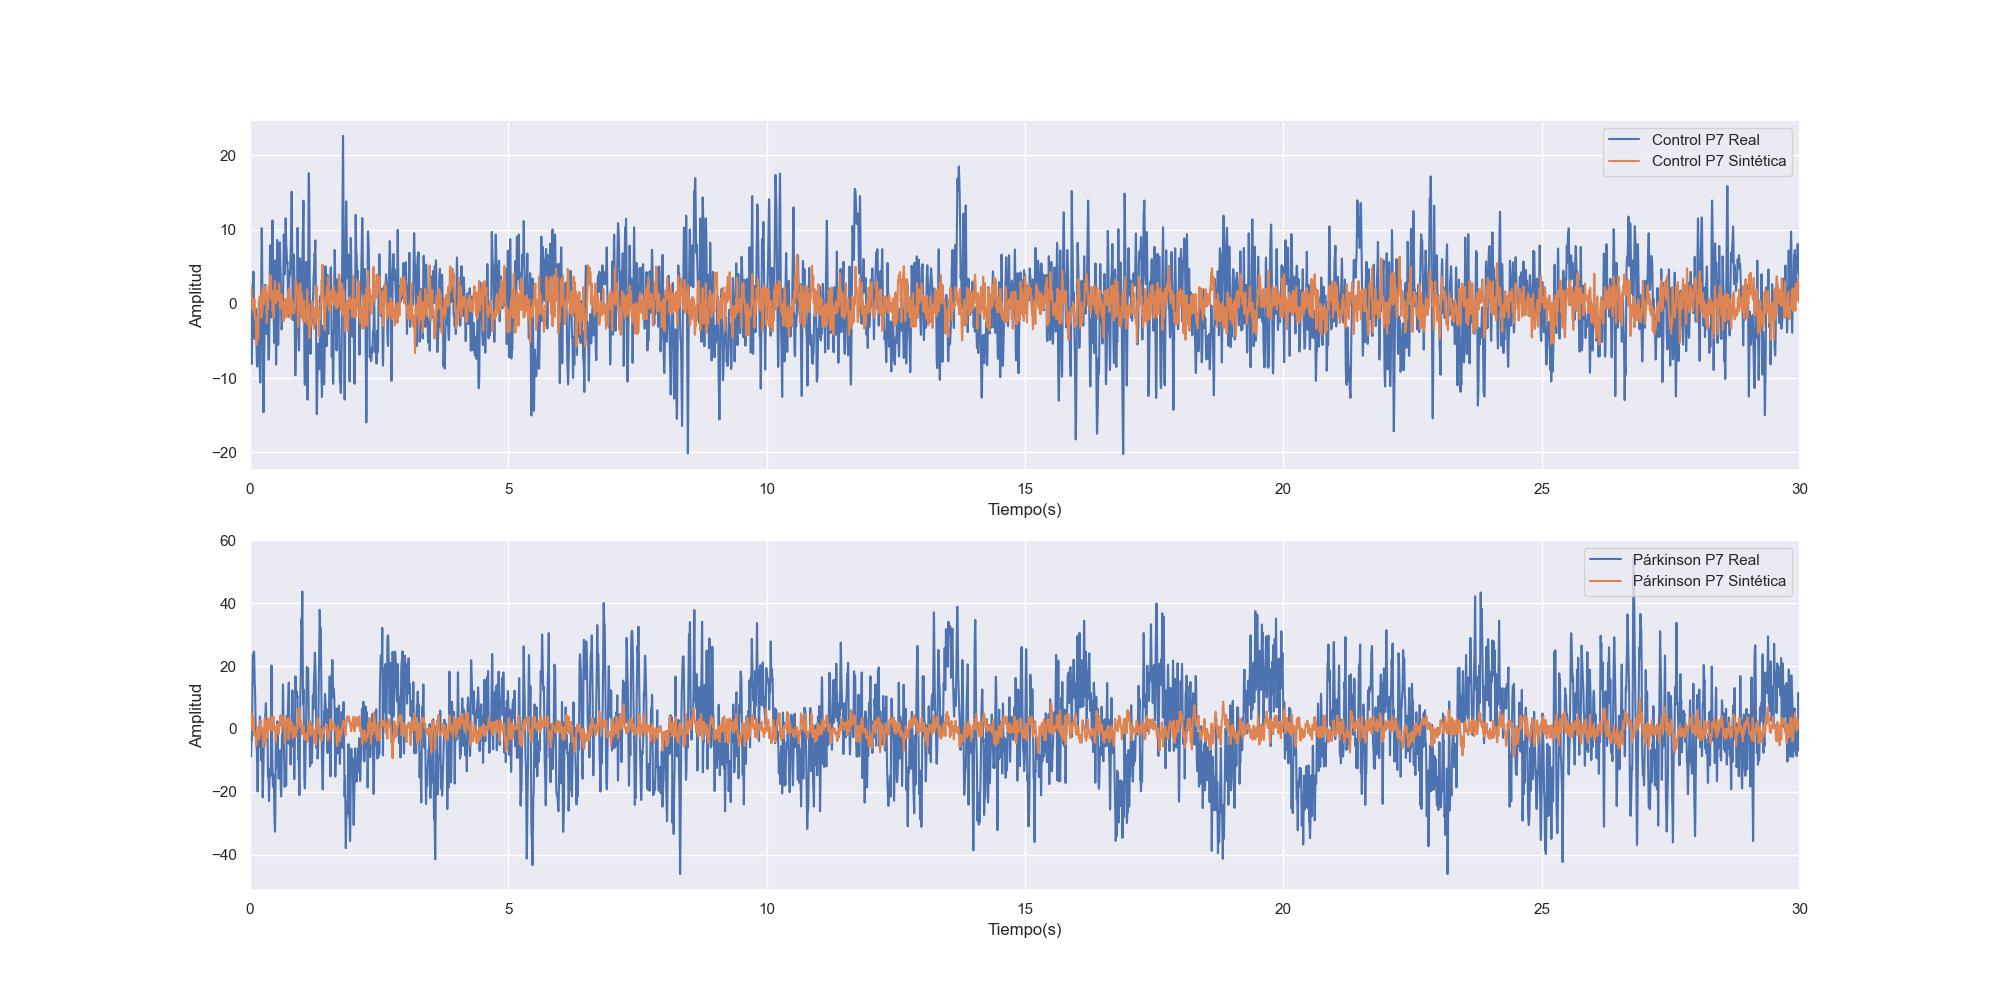 Control P7 Real
Control P7 Sintética
20
10
0
−10
−20
Amplitud
0 5 10 15 20 25 30
Tiempo(s)
Párkinson P7 Real
Párkinson P7 Sintética
60
40
20
0
−20
−40
Amplitud
0 5 10 15 20 25 30
Tiempo(s)